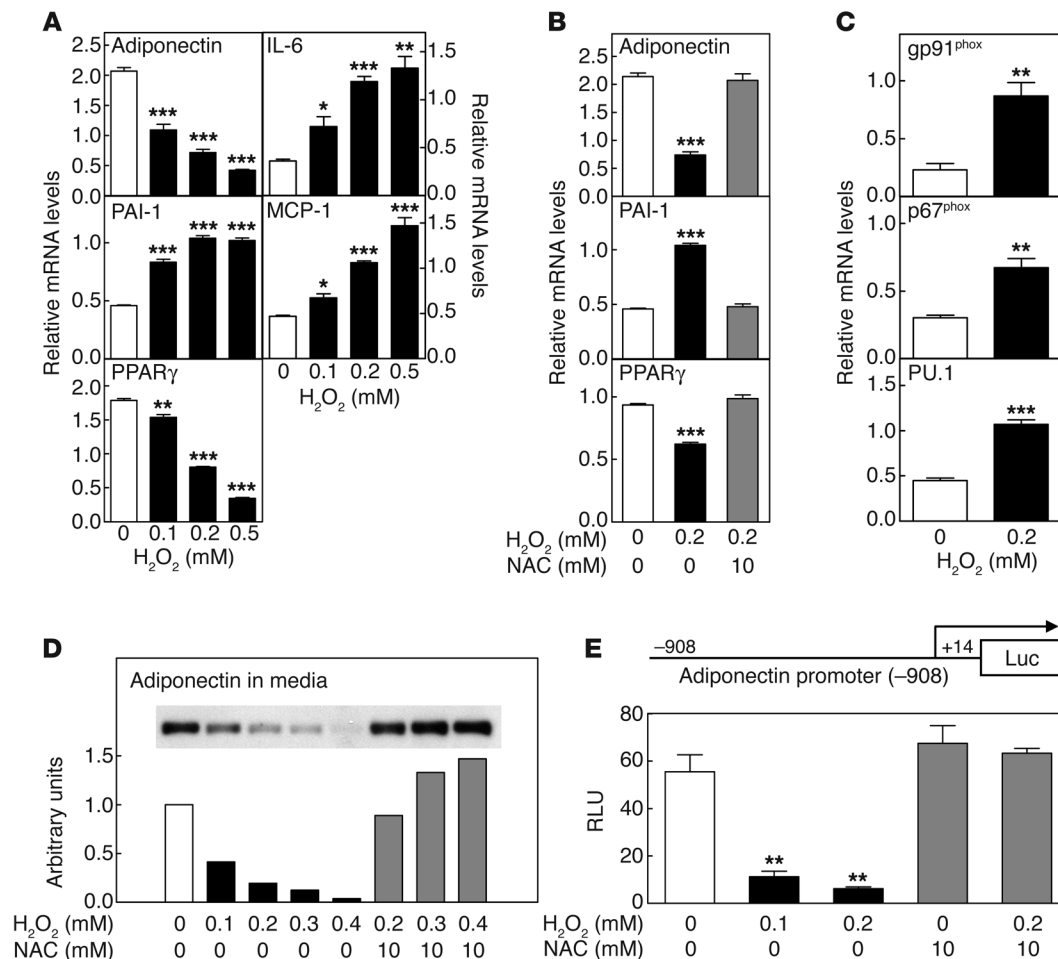 A
Adiponectin
2.5
2.0
1.5
1.0
0.5
0.0
***
***
***
IL-6
1.5
1.0
0.5
0.0
*
***
**
PAI-1
1.0
0.5
0.0
***
***
***
MCP-1
1.5
1.0
0.5
0.0
*
***
***
0 0.1 0.2 0.5
H₂O₂ (mM)
PPARγ
2.0
1.5
1.0
0.5
0.0
**
***
***
0 0.1 0.2 0.5
H₂O₂ (mM)
Relative mRNA levels
Relative mRNA levels
B
Adiponectin
2.5
2.0
1.5
1.0
0.5
0.0
***
PAI-1
1.0
0.5
0.0
***
PPARγ
1.0
0.5
0.0
***
Relative mRNA levels
H₂O₂ (mM) 0 0.2 0.2
NAC (mM) 0 0 10
C
gp91ᵖʰᵒˣ
1.0
0.5
0.0
**
p67ᵖʰᵒˣ
1.0
0.5
0.0
**
PU.1
1.5
1.0
0.5
0.0
***
Relative mRNA levels
0 0.2
H₂O₂ (mM)
D
Adiponectin in media
1.5
1.0
0.5
0.0
Arbitrary units
H₂O₂ (mM) 0 0.1 0.2 0.3 0.4 0.2 0.3 0.4
NAC (mM) 0 0 0 0 0 10 10 10
E
–908 +14 Luc
Adiponectin promoter (–908)
80
60
40
20
0
RLU
**
**
H₂O₂ (mM) 0 0.1 0.2 0 0.2
NAC (mM) 0 0 0 10 10